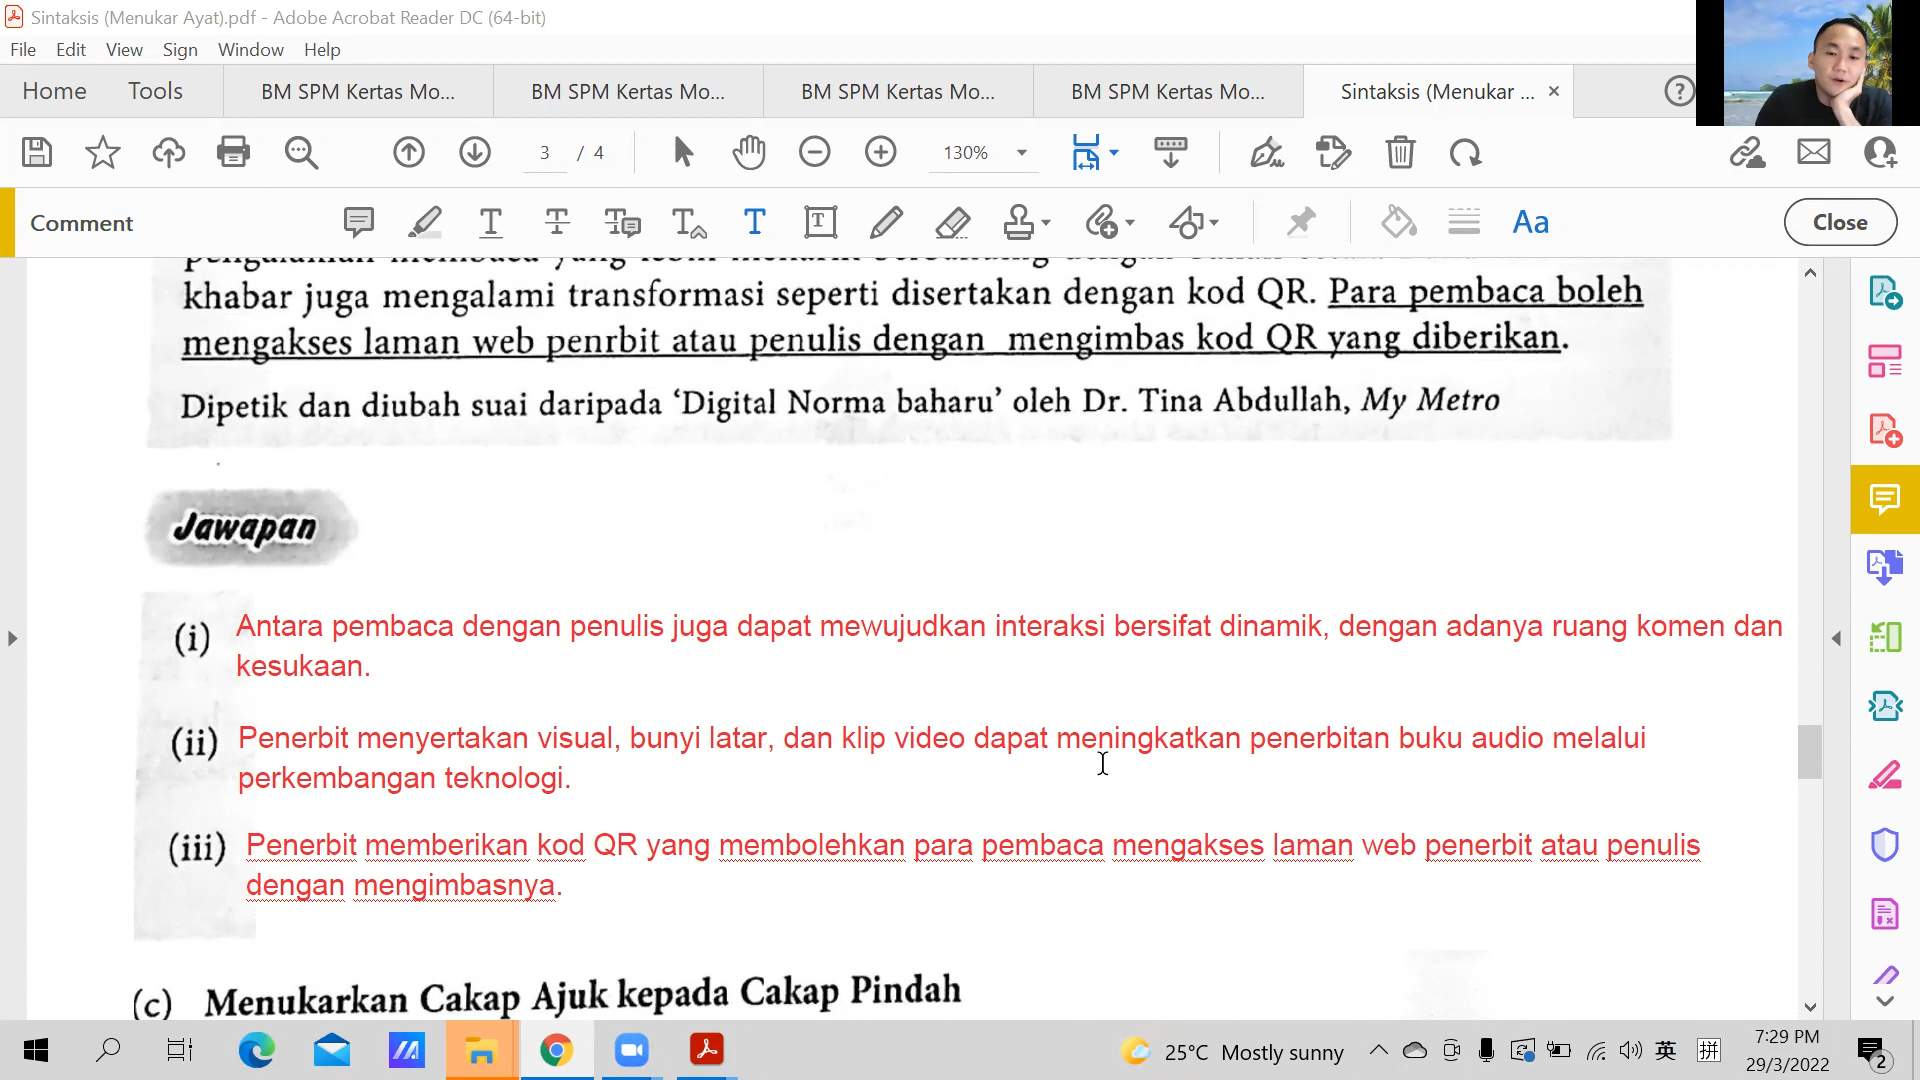 Sintaksis (Menukar Ayat).pdf - Adobe Acrobat Reader DC (64-bit)
File Edit View Sign Window Help
Home Tools BM SPM Kertas Mo... BM SPM Kertas Mo... BM SPM Kertas Mo... BM SPM Kertas Mo... Sintaksis (Menukar ... ×
3 / 4 130%
Comment Close
khabar juga mengalami transformasi seperti disertakan dengan kod QR. Para pembaca boleh
mengakses laman web penrbit atau penulis dengan mengimbas kod QR yang diberikan.
Dipetik dan diubah suai daripada ‘Digital Norma baharu’ oleh Dr. Tina Abdullah, My Metro
Jawapan
(i) Antara pembaca dengan penulis juga dapat mewujudkan interaksi bersifat dinamik, dengan adanya ruang komen dan
kesukaan.
(ii) Penerbit menyertakan visual, bunyi latar, dan klip video dapat meningkatkan penerbitan buku audio melalui
perkembangan teknologi.
(iii) Penerbit memberikan kod QR yang membolehkan para pembaca mengakses laman web penerbit atau penulis
dengan mengimbasnya.
(c) Menukarkan Cakap Ajuk kepada Cakap Pindah
25°C Mostly sunny 英 拼 7:29 PM
29/3/2022 2